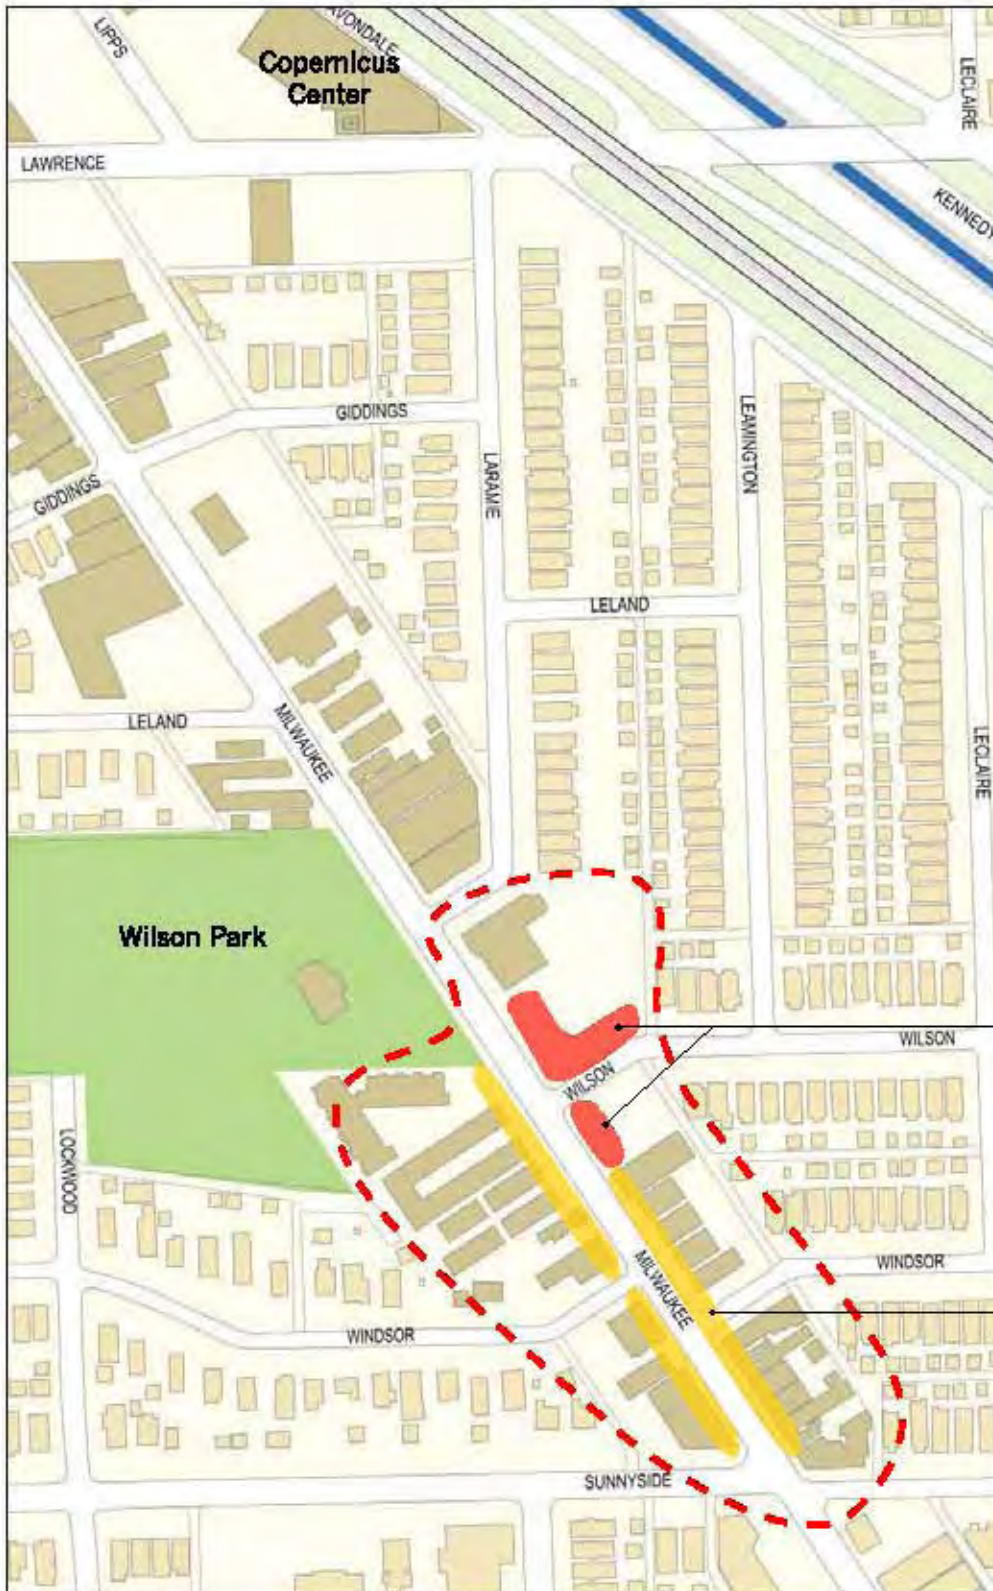 LIPPS
AVONDALE
Copernicus
Center
LECLAIRE
LAWRENCE
KENNEDY
GIDDINGS
LEAMINGTON
LARAMIE
GIDDINGS
LELAND
MILWAUKEE
LELAND
LECLAIRE
Wilson Park
WILSON
WILSON
LOCKWOOD
WINDSOR
MILWAUKEE
WINDSOR
SUNNYSIDE